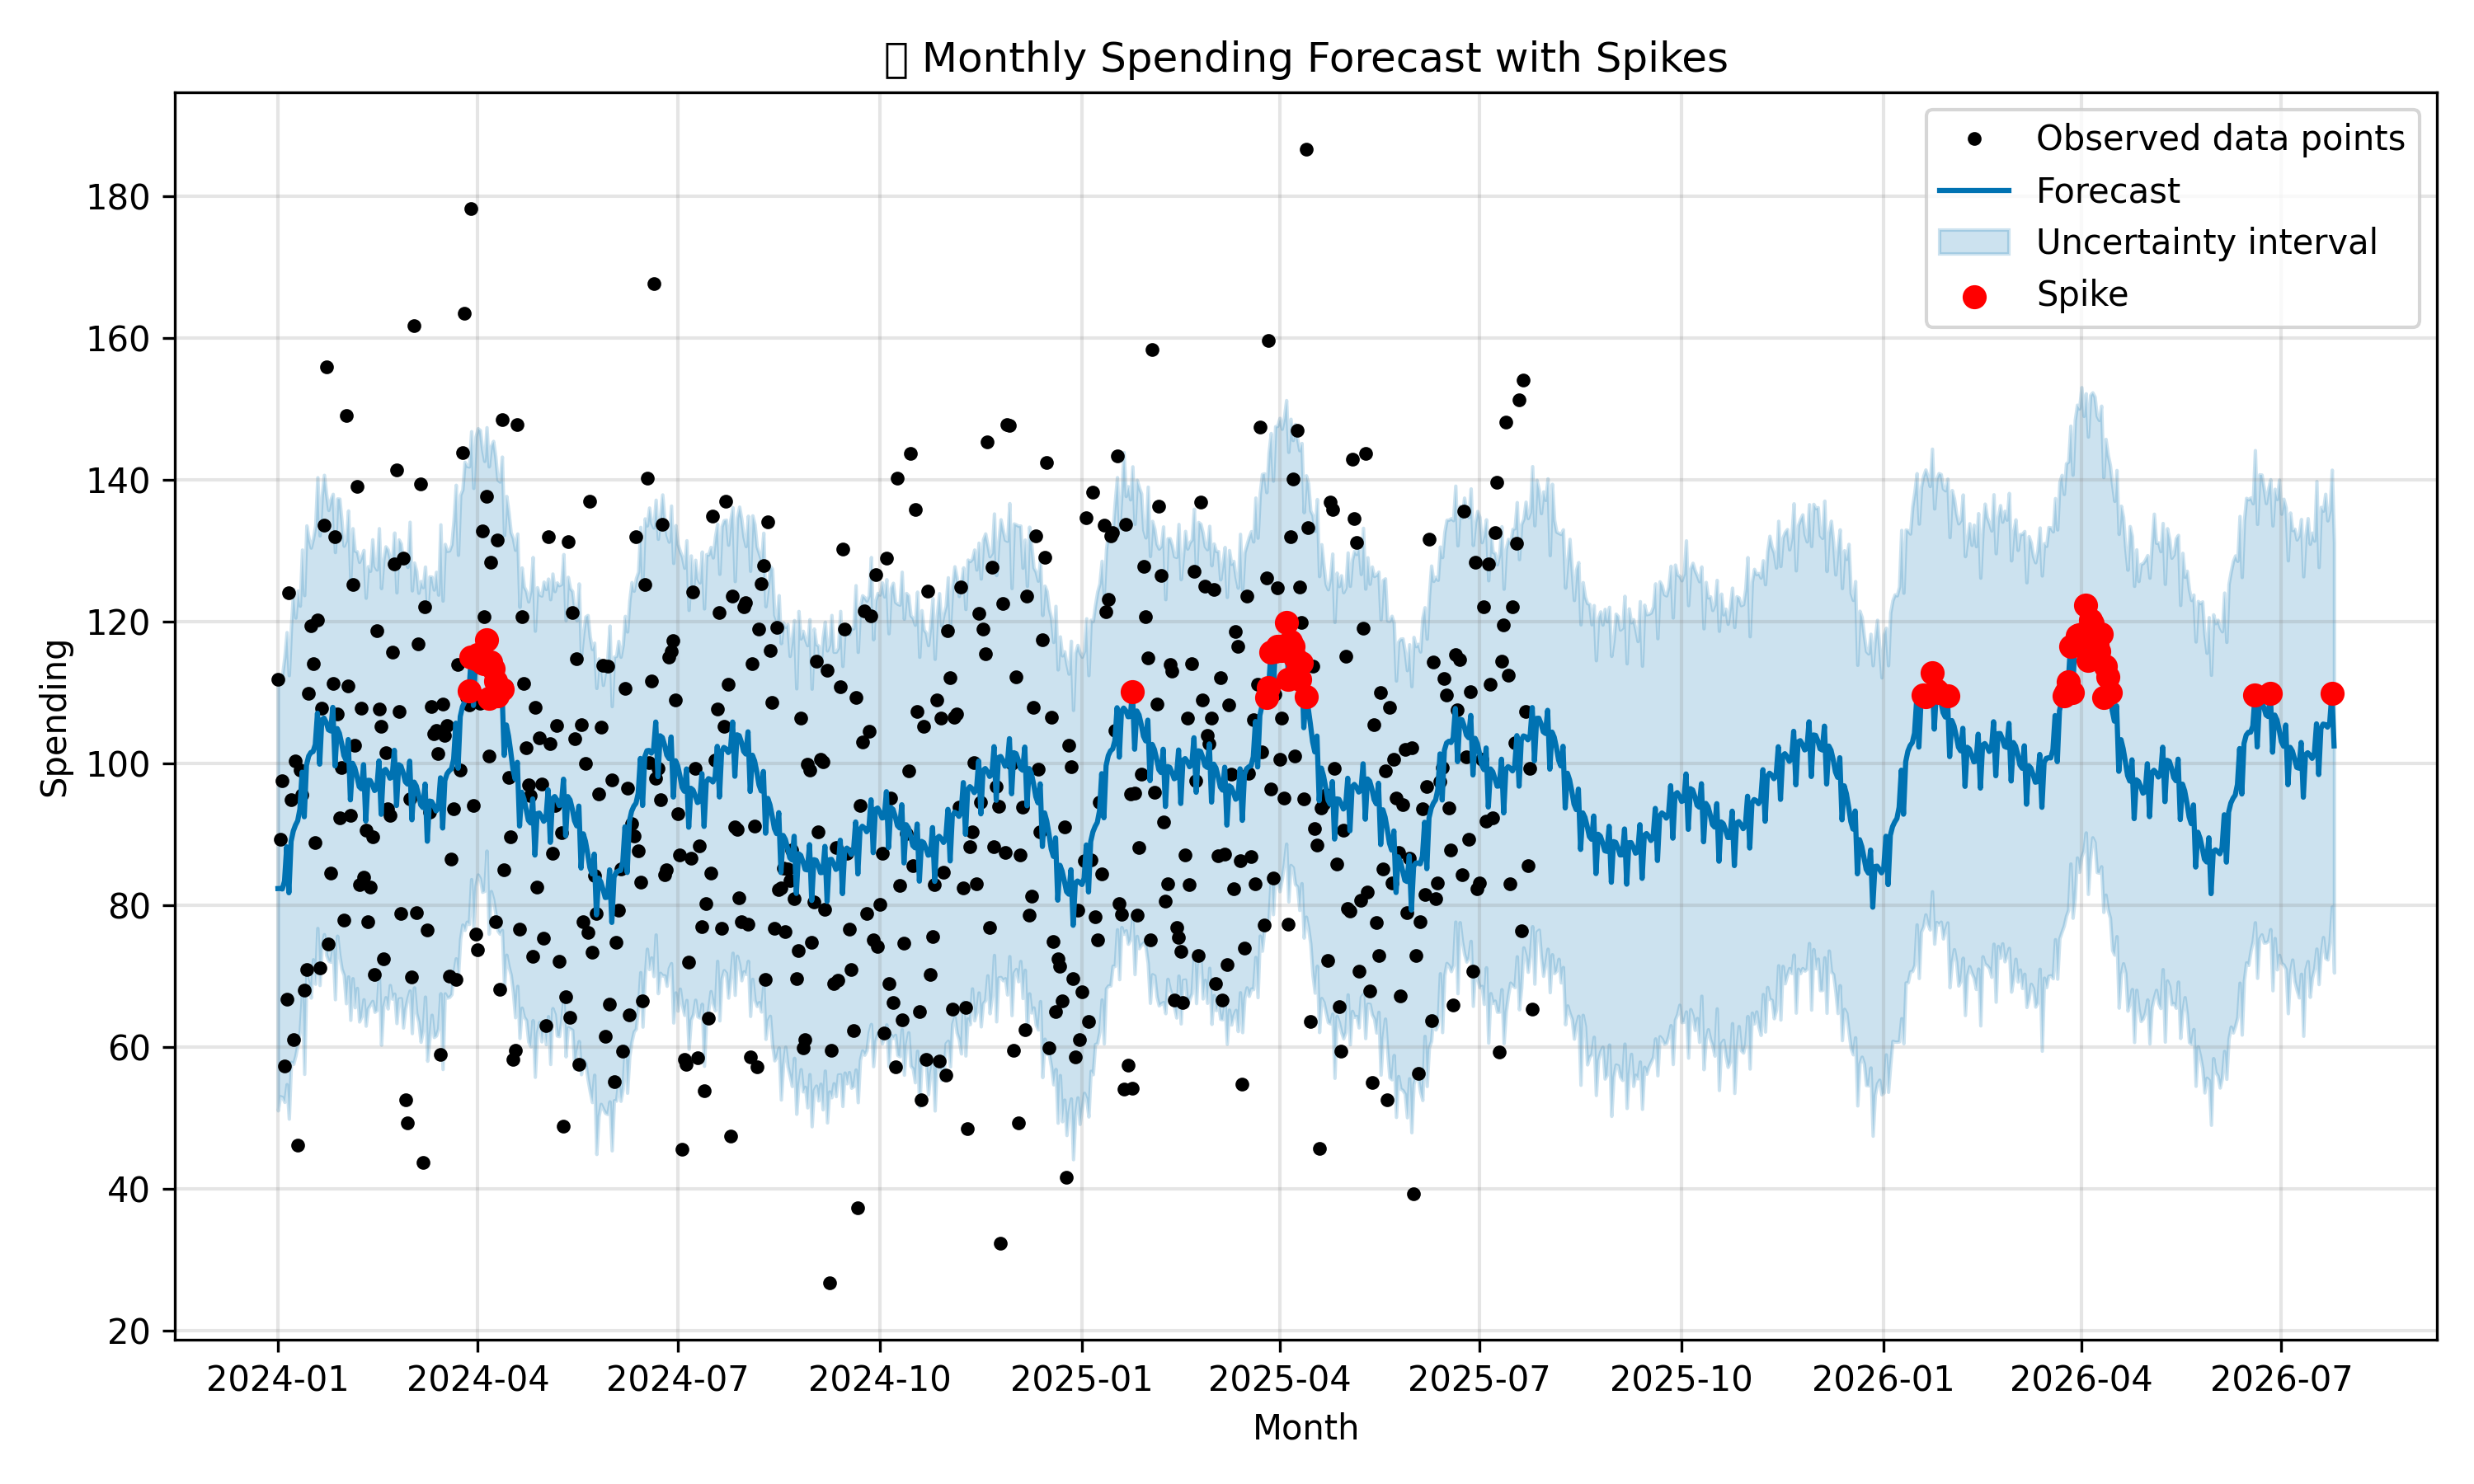 Monthly Spending Forecast with Spikes
Observed data points
Forecast
Uncertainty interval
Spike
Spending
180
160
140
120
100
80
60
40
20
2024-01 2024-04 2024-07 2024-10 2025-01 2025-04 2025-07 2025-10 2026-01 2026-04 2026-07
Month